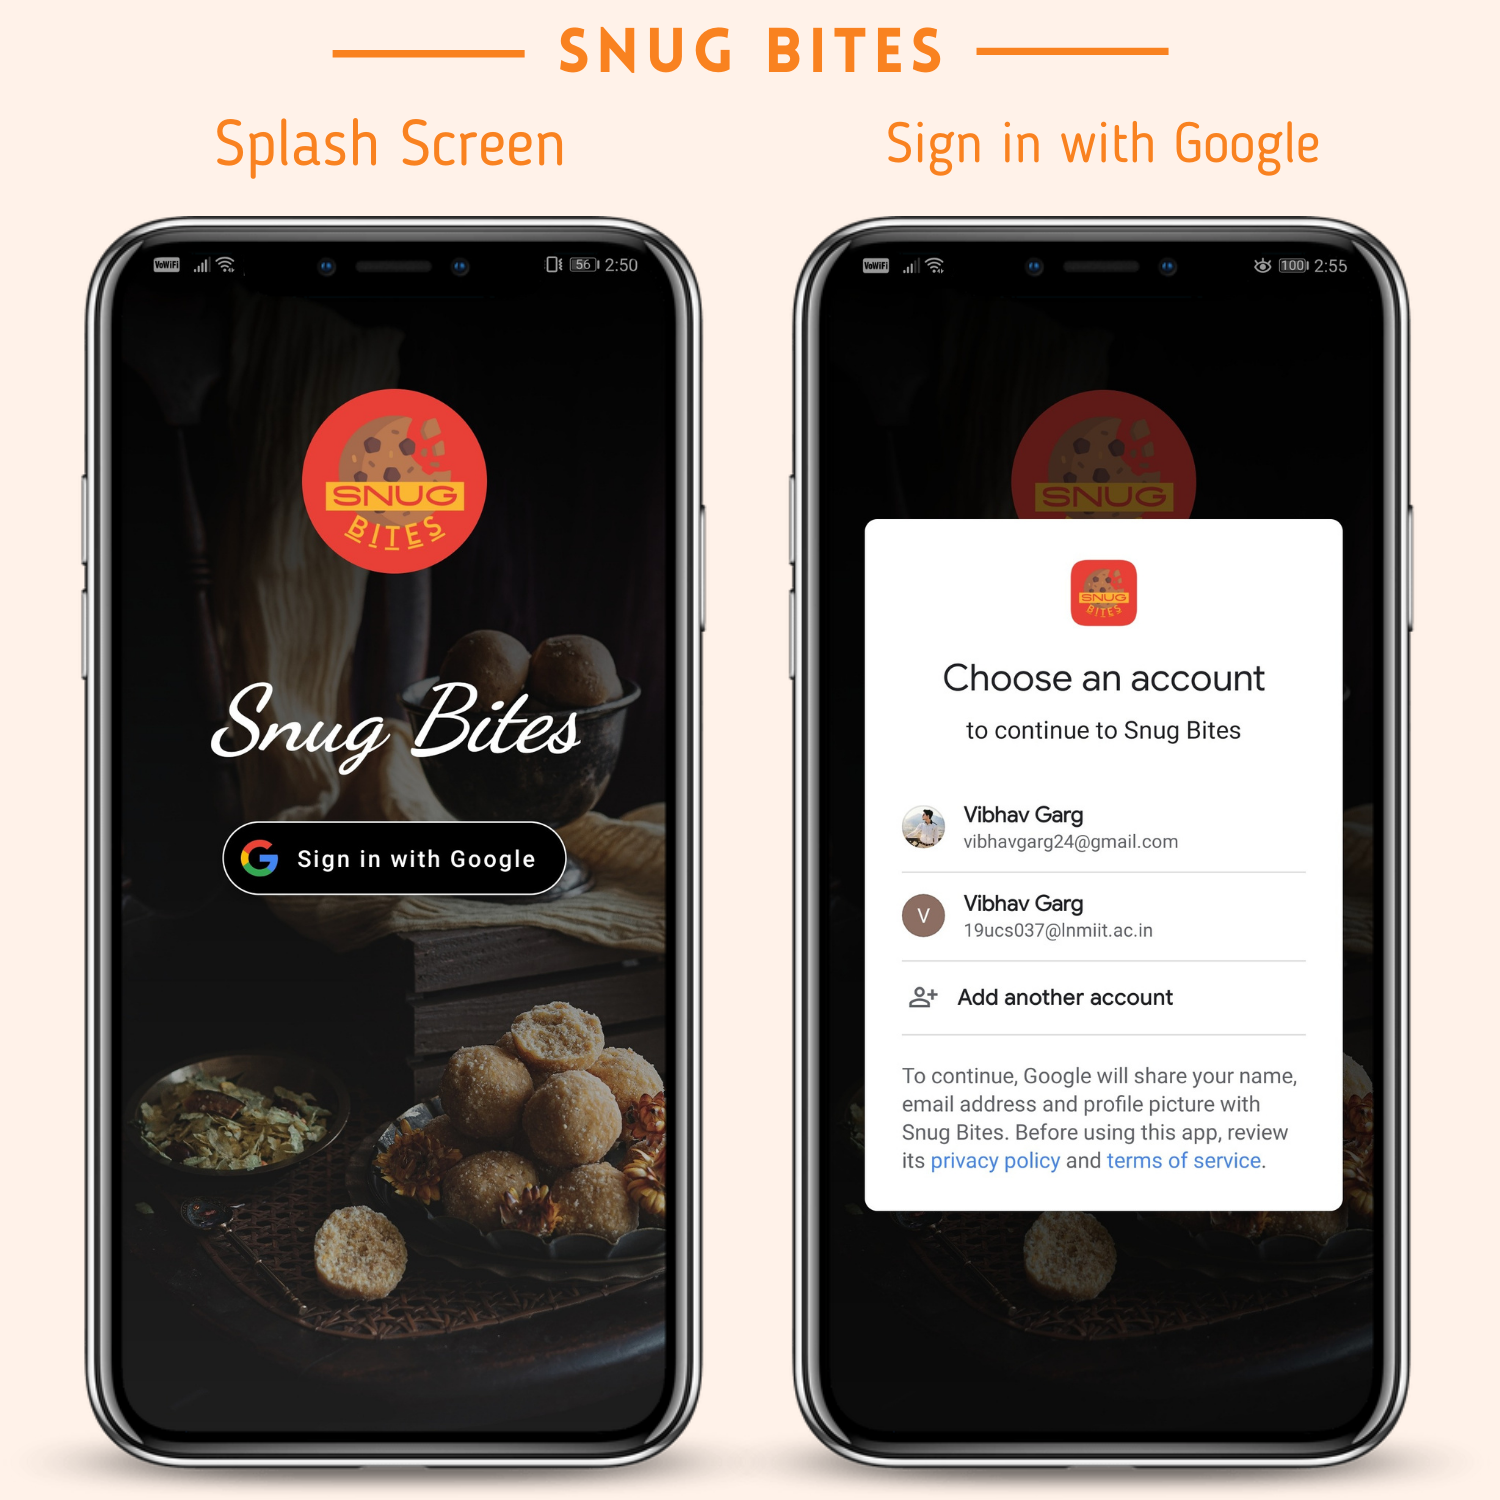 SNUG BITES
Splash Screen
Sign in with Google
VoWiFi 56 2:50
SNUG
BITES
Snug Bites
Sign in with Google
VoWiFi 100 2:55
SNUG
SNUG
BITES
Choose an account
to continue to Snug Bites
Vibhav Garg
vibhavgarg24@gmail.com
V
Vibhav Garg
19ucs037@lnmiit.ac.in
Add another account
To continue, Google will share your name,
email address and profile picture with
Snug Bites. Before using this app, review
its privacy policy and terms of service.